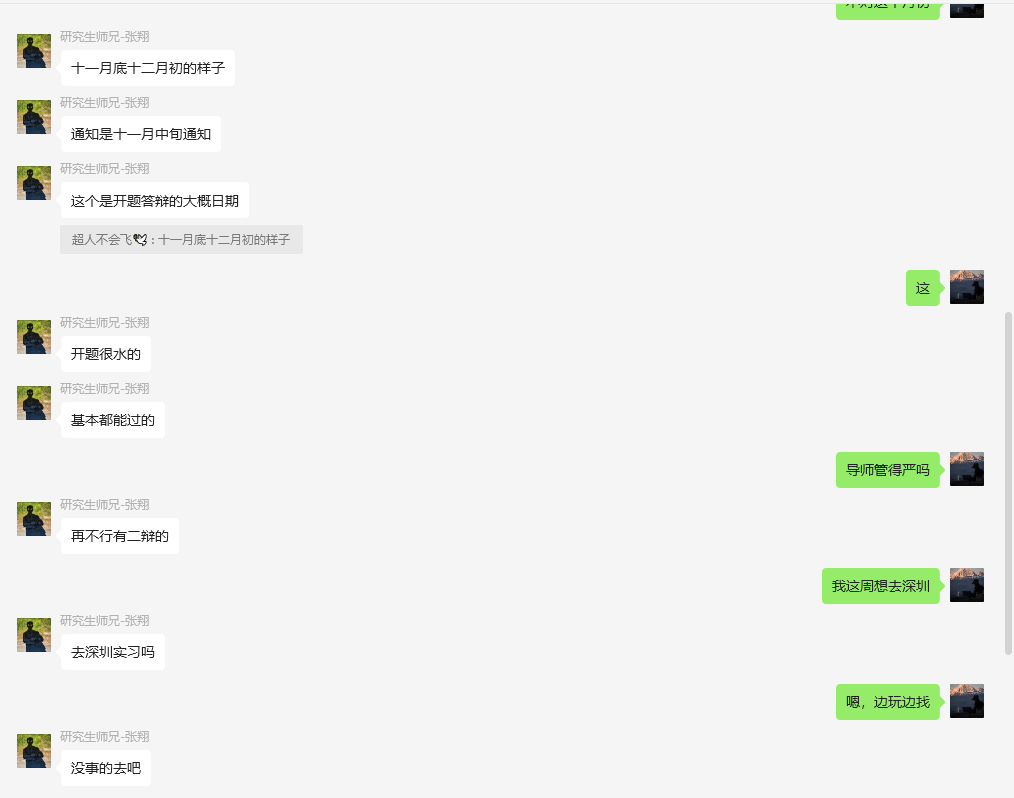 研究生师兄-张翔
十一月底十二月初的样子
研究生师兄-张翔
通知是十一月中旬通知
研究生师兄-张翔
这个是开题答辩的大概日期
超人不会飞🕊：十一月底十二月初的样子
这
研究生师兄-张翔
开题很水的
研究生师兄-张翔
基本都能过的
导师管得严吗
研究生师兄-张翔
再不行有二辩的
我这周想去深圳
研究生师兄-张翔
去深圳实习吗
嗯，边玩边找
研究生师兄-张翔
没事的去吧